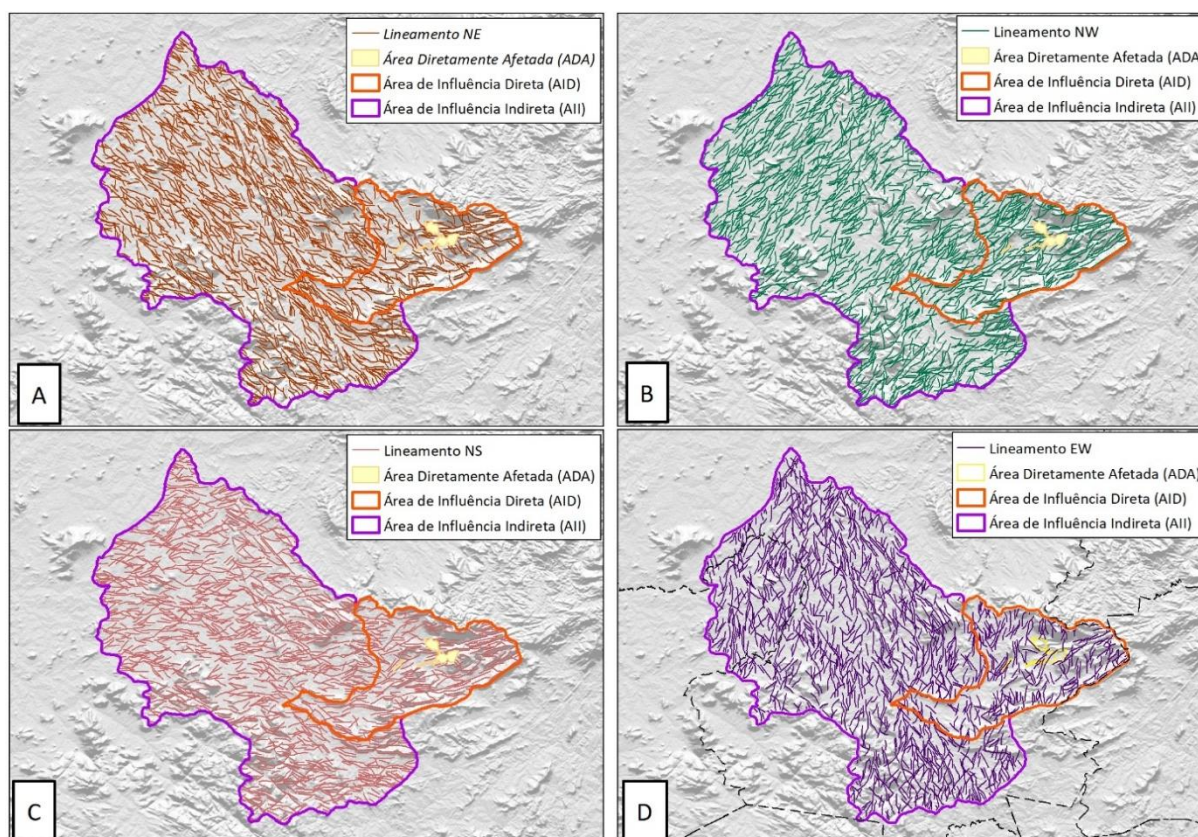 Lineamento NE
Área Diretamente Afetada (ADA)
Área de Influência Direta (AID)
Área de Influência Indireta (AII)
A
Lineamento NW
Área Diretamente Afetada (ADA
Área de Influência Direta (AID)
Área de Influência Indireta (AII)
B
Lineamento NS
Área Diretamente Afetada (ADA)
Área de Influência Direta (AID)
Área de Influência Indireta (AII)
C
Lineamento EW
Área Diretamente Afetada (ADA)
Área de Influência Direta (AID)
Área de Influência Indireta (AII)
D